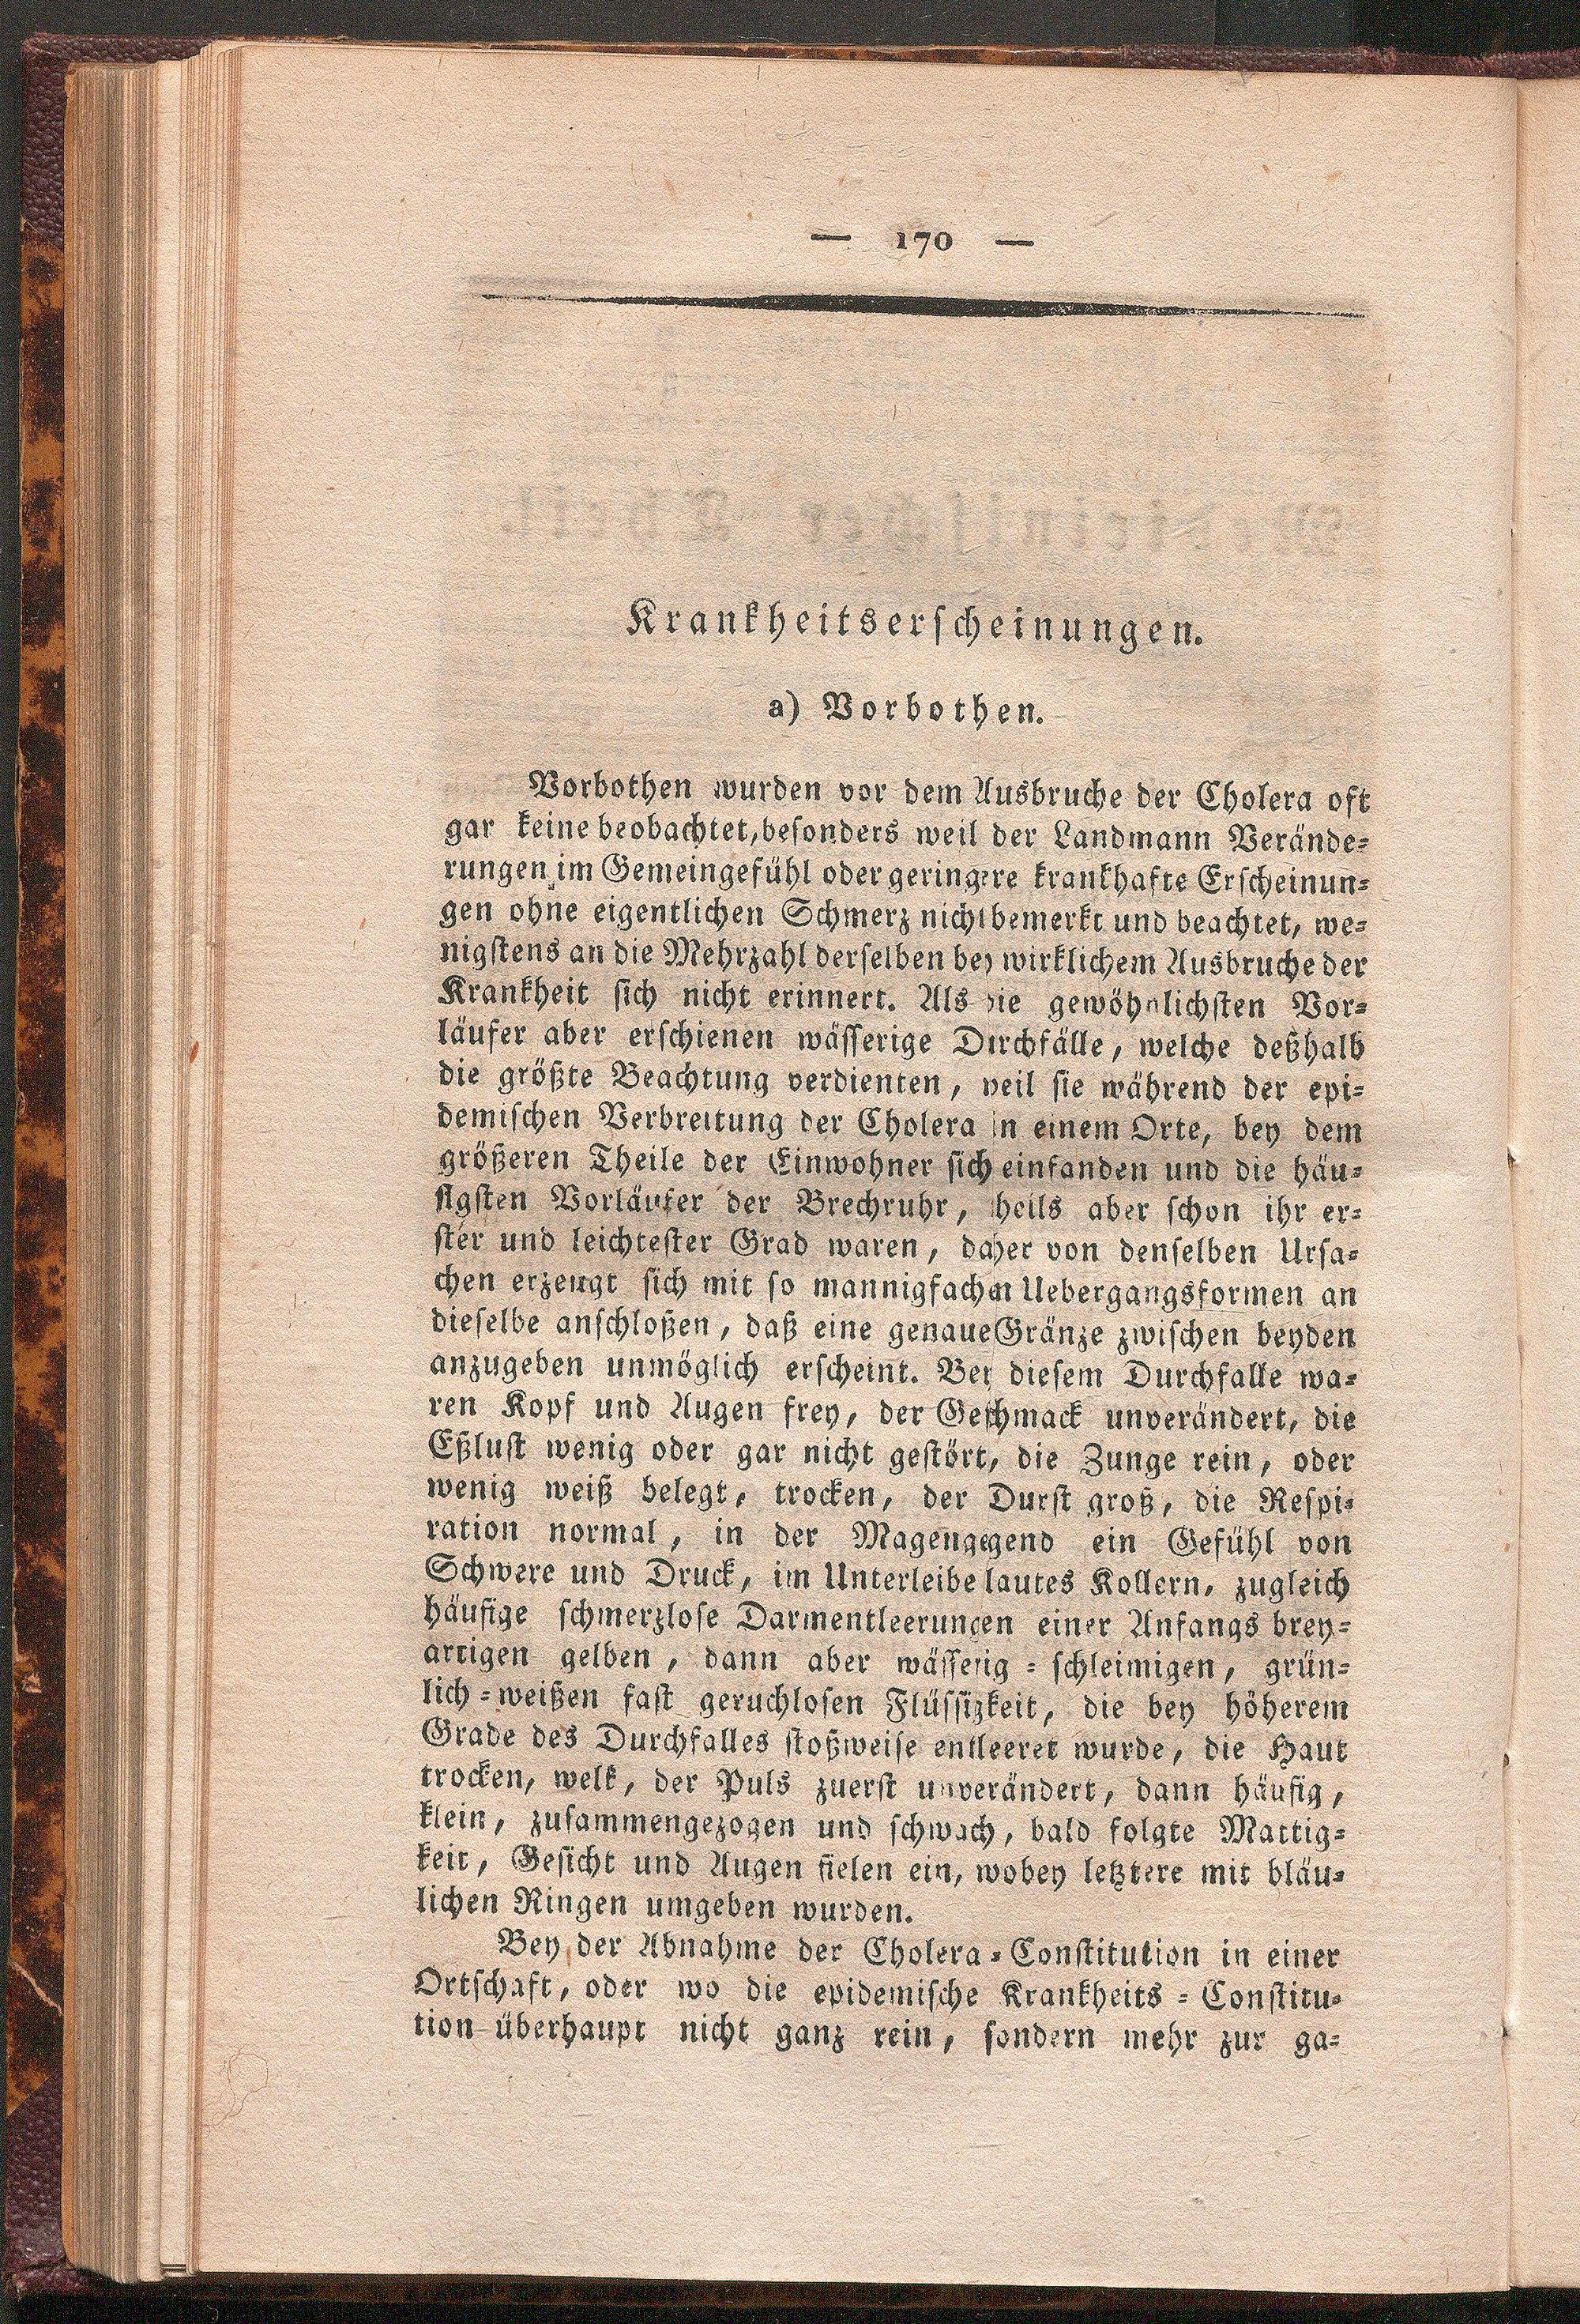 — 170 —
Krankheitserscheinungen.
a) Vorbothen.
Vorbothen wurden vor dem Ausbruche der Cholera oft
gar keine beobachtet, besonders weil der Landmann Verände-
rungen im Gemeingefühl oder geringere krankhafte Erscheinun-
gen ohne eigentlichen Schmerz nicht bemerkt und beachtet, we-
nigstens an die Mehrzahl derselben bey wirklichem Ausbruche der
Krankheit sich nicht erinnert. Als die gewöhnlichsten Vor-
läufer aber erschienen wässerige Durchfälle, welche deßhalb
die größte Beachtung verdienten, weil sie während der epi-
demischen Verbreitung der Cholera in einem Orte, bey dem
größeren Theile der Einwohner sich einfanden und die häu-
figsten Vorläufer der Brechruhr, theils aber schon ihr er-
ster und leichtester Grad waren, daher von denselben Ursa-
chen erzeugt sich mit so mannigfachen Uebergangsformen an
dieselbe anschloßen, daß eine genaue Gränze zwischen beyden
anzugeben unmöglich erscheint. Bey diesem Durchfalle wa-
ren Kopf und Augen frey, der Geschmack unverändert, die
Eßlust wenig oder gar nicht gestört, die Zunge rein, oder
wenig weiß belegt, trocken, der Durst groß, die Respi-
ration normal, in der Magengegend ein Gefühl von
Schwere und Druck, im Unterleibe lautes Kollern, zugleich
häufige schmerzlose Darmentleerungen einer Anfangs brey-
artigen gelben, dann aber wässerig-schleimigen, grün-
lich-weißen fast geruchlosen Flüssigkeit, die bey höherem
Grade des Durchfalles stoßweise entleeret wurde, die Haut
trocken, welk, der Puls zuerst unverändert, dann häufig,
klein, zusammengezogen und schwach, bald folgte Mattig-
keit, Gesicht und Augen fielen ein, wobey letztere mit bläu-
lichen Ringen umgeben wurden.
Bey der Abnahme der Cholera-Constitution in einer
Ortschaft, oder wo die epidemische Krankheits-Constitu-
tion überhaupt nicht ganz rein, sondern mehr zur ga-